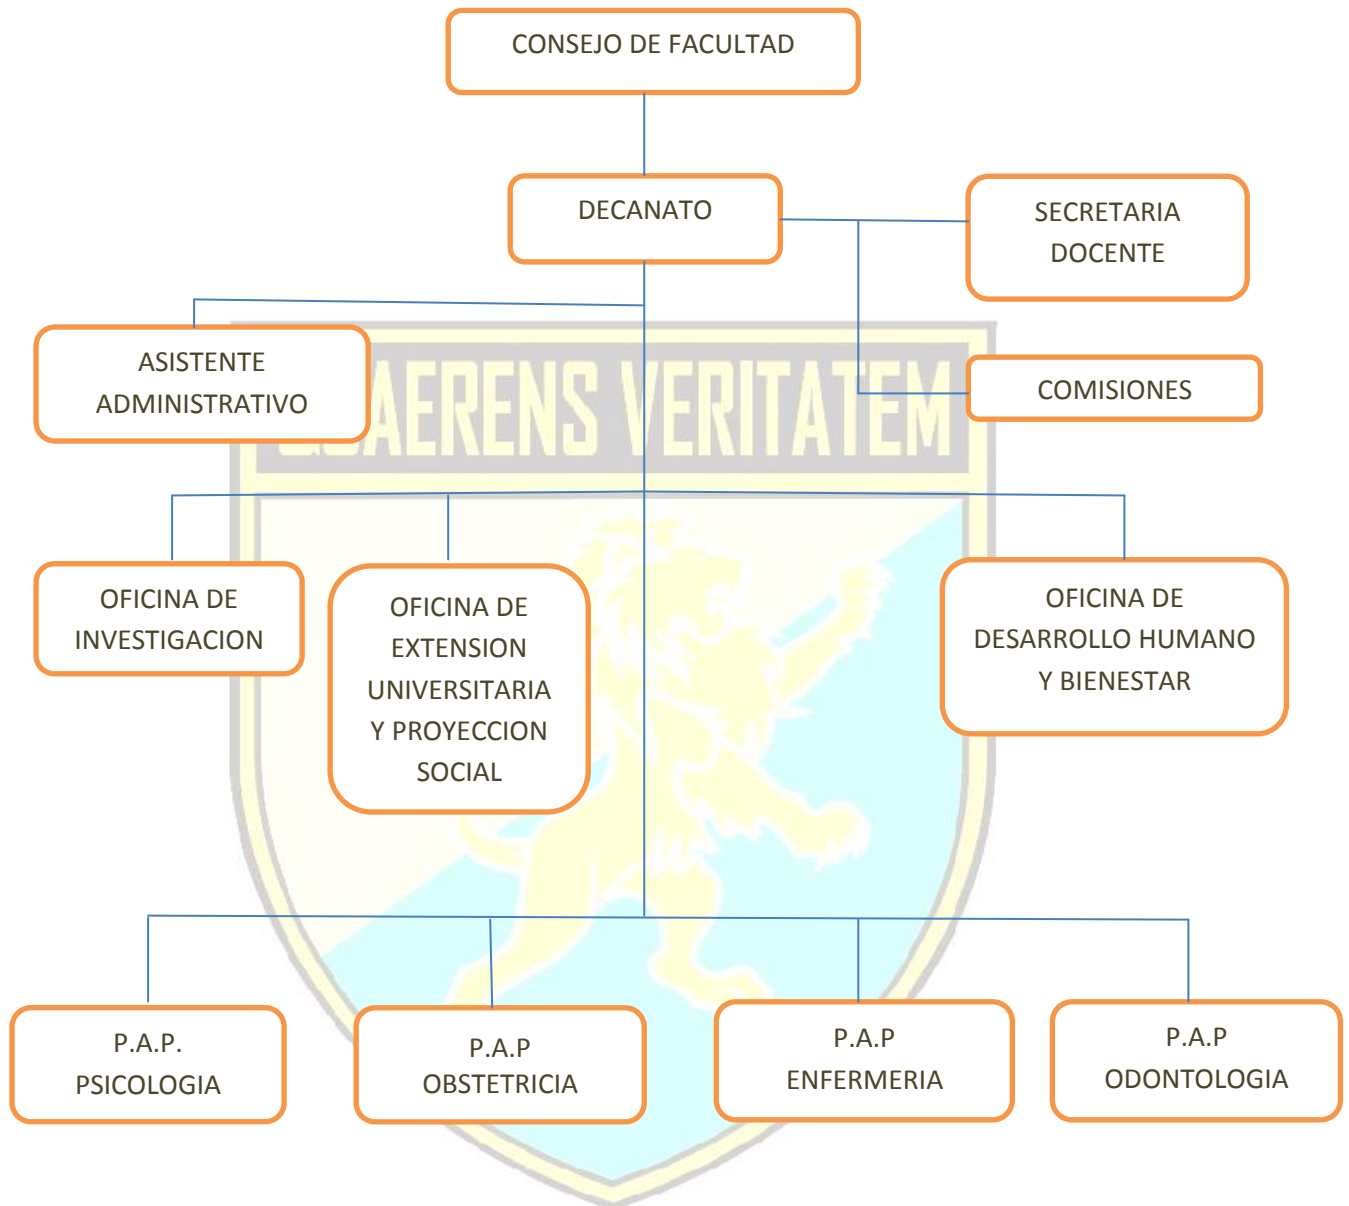 CONSEJO DE FACULTAD
DECANATO
SECRETARIA
DOCENTE
ASISTENTE
ADMINISTRATIVO
COMISIONES
QUAERENS VERITATEM
OFICINA DE
INVESTIGACION
OFICINA DE
EXTENSION
UNIVERSITARIA
Y PROYECCION
SOCIAL
OFICINA DE
DESARROLLO HUMANO
Y BIENESTAR
P.A.P.
PSICOLOGIA
P.A.P
OBSTETRICIA
P.A.P
ENFERMERIA
P.A.P
ODONTOLOGIA